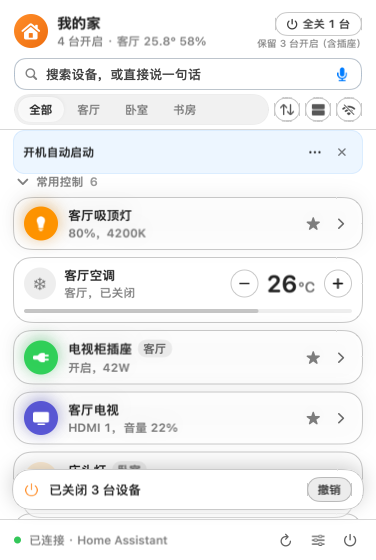 我的家
4 台开启 · 客厅 25.8° 58%
全关 1 台
保留 3 台开启 (含插座)
搜索设备，或直接说一句话
全部 客厅 卧室 书房
开机自动启动
常用控制 6
客厅吸顶灯
80%，4200K
客厅空调
客厅，已关闭
26°C
电视柜插座 客厅
开启，42W
客厅电视
HDMI 1，音量 22%
已关闭 3 台设备
撤销
已连接 · Home Assistant